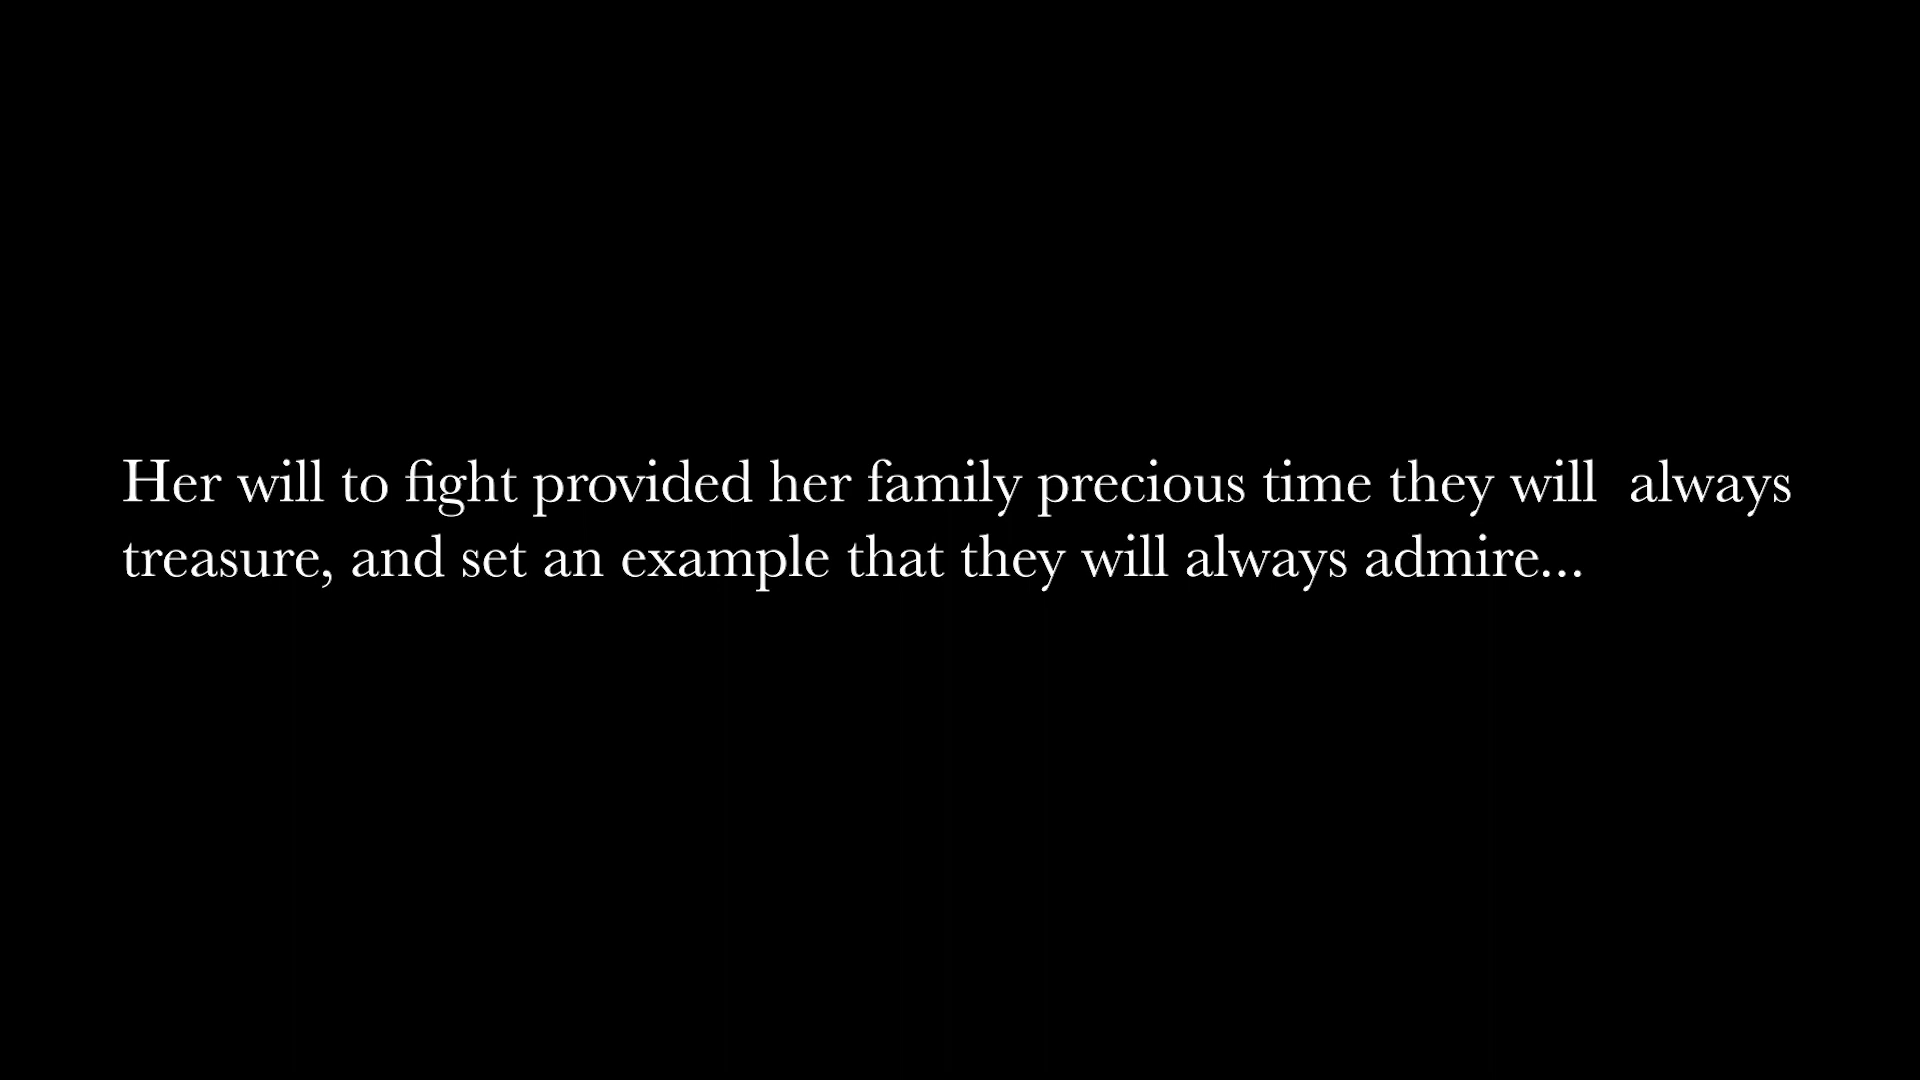 Her will to fight provided her family precious time they will  always
treasure, and set an example that they will always admire...